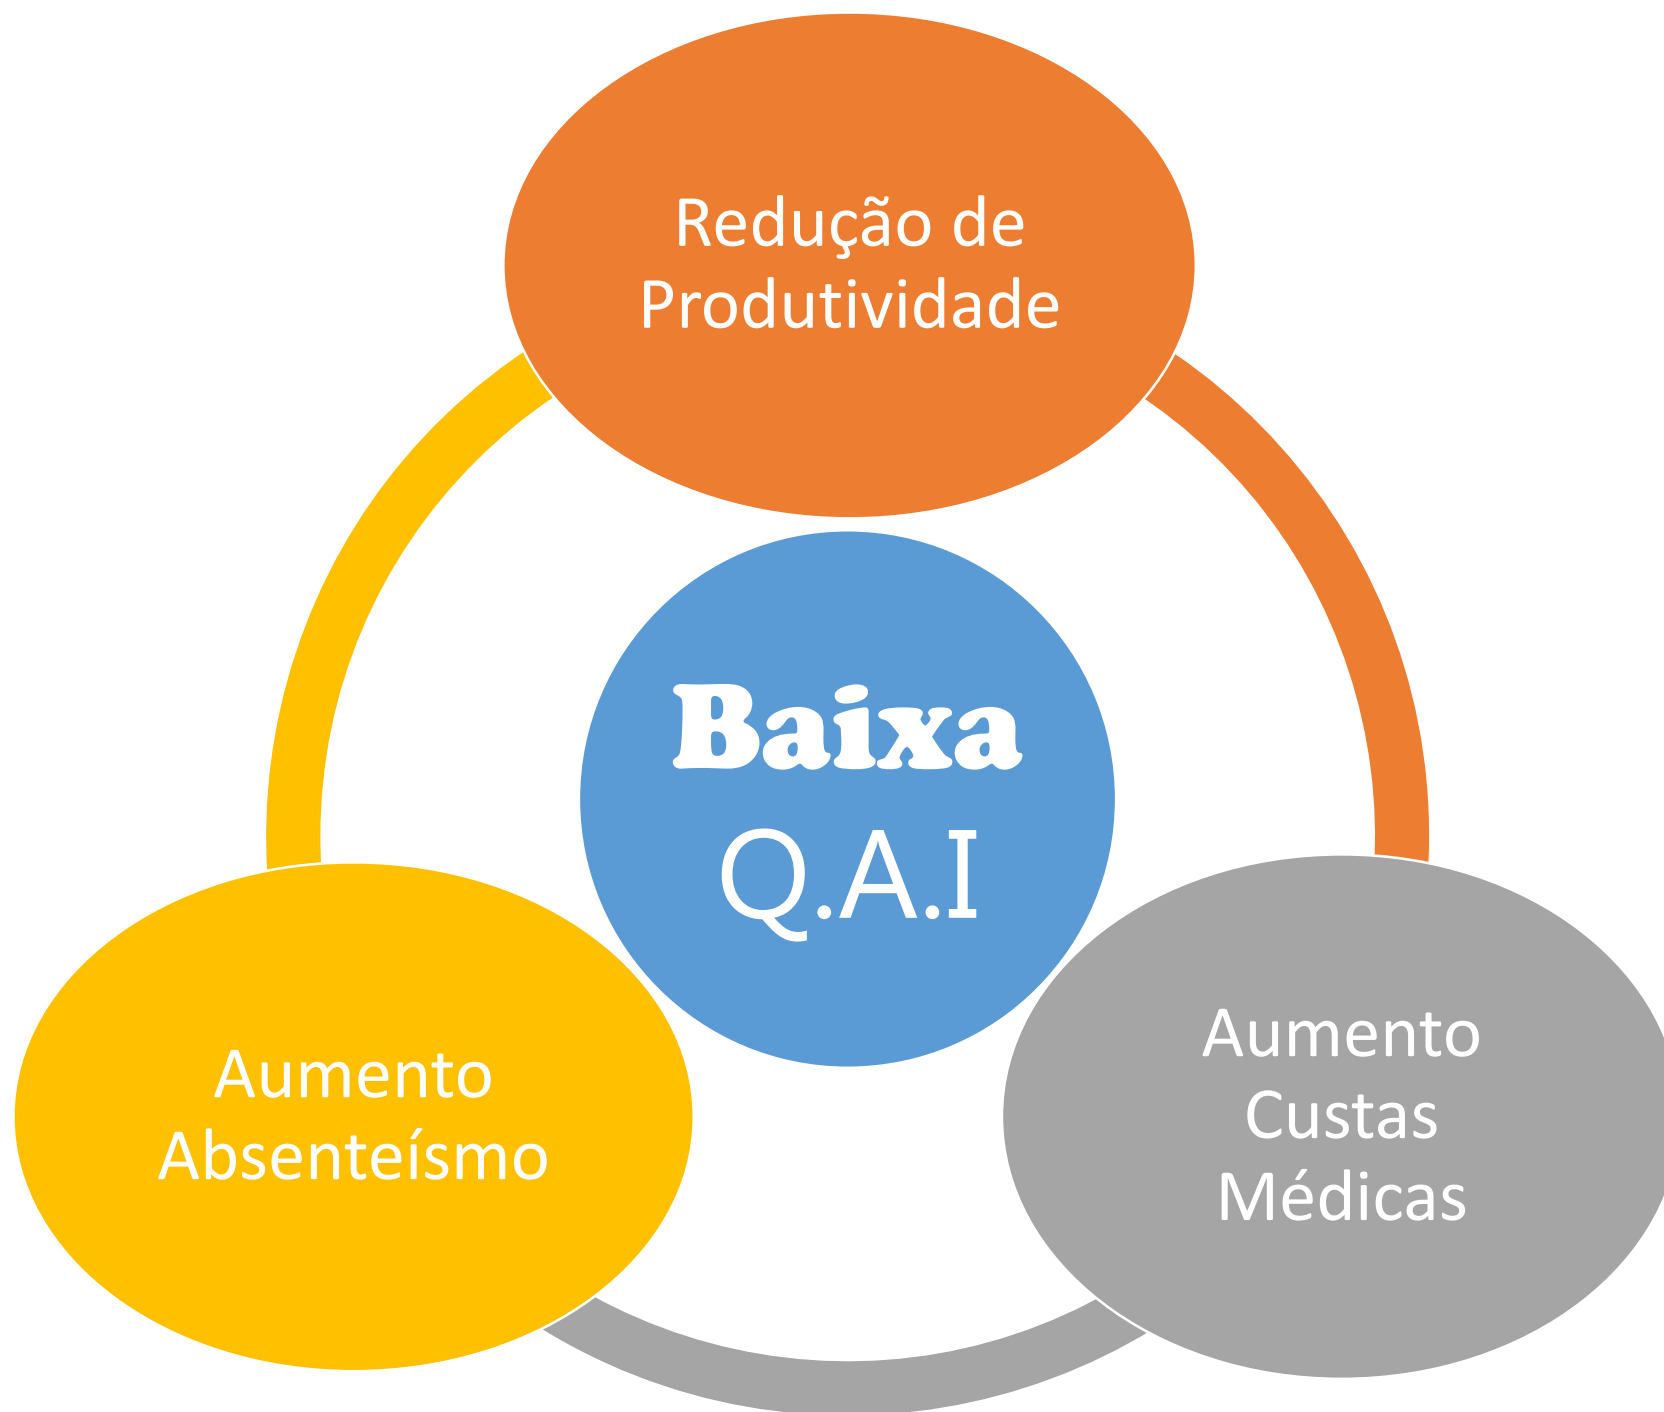 Redução de
Produtividade
Baixa
Q.A.I
Aumento
Absenteísmo
Aumento
Custas
Médicas